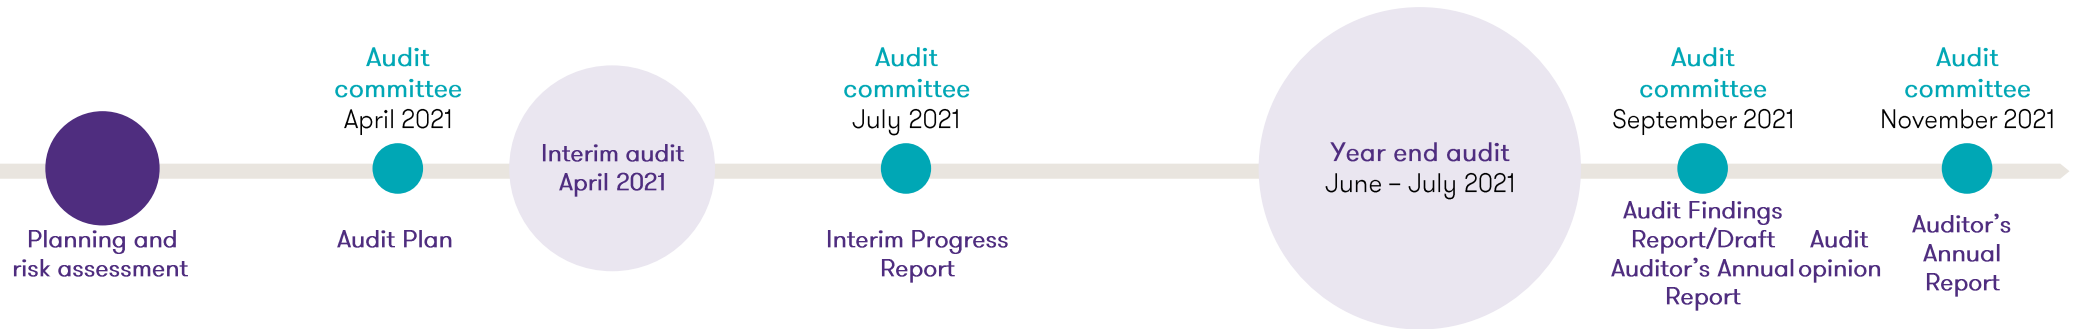 Planning and
risk assessment
Audit
committee
April 2021
Audit Plan
Interim audit
April 2021
Audit
committee
July 2021
Interim Progress
Report
Year end audit
June – July 2021
Audit
committee
September 2021
Audit Findings
Report/Draft
Auditor’s Annual
Report
Audit
opinion
Audit
committee
November 2021
Auditor’s
Annual
Report